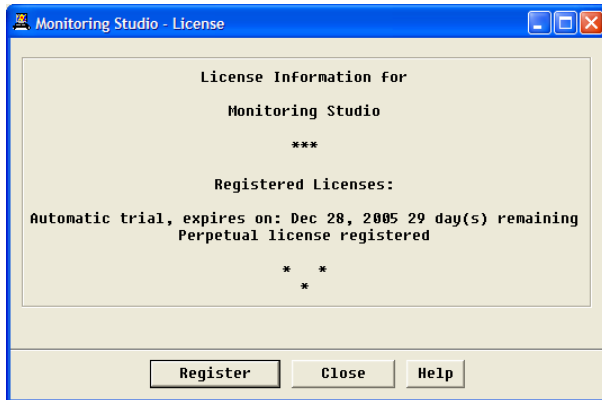 Monitoring Studio - License
License Information for
Monitoring Studio
***
Registered Licenses:
Automatic trial, expires on: Dec 28, 2005 29 day(s) remaining
Perpetual license registered
* *
*
Register Close Help